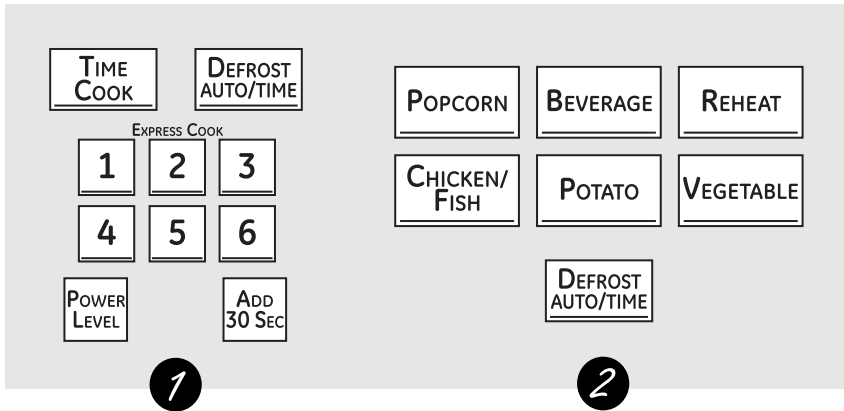 TIME
COOK
DEFROST
AUTO/TIME
EXPRESS COOK
1 2 3
4 5 6
POWER
LEVEL
ADD
30 SEC
1
POPCORN
BEVERAGE
REHEAT
CHICKEN/
FISH
POTATO
VEGETABLE
DEFROST
AUTO/TIME
2